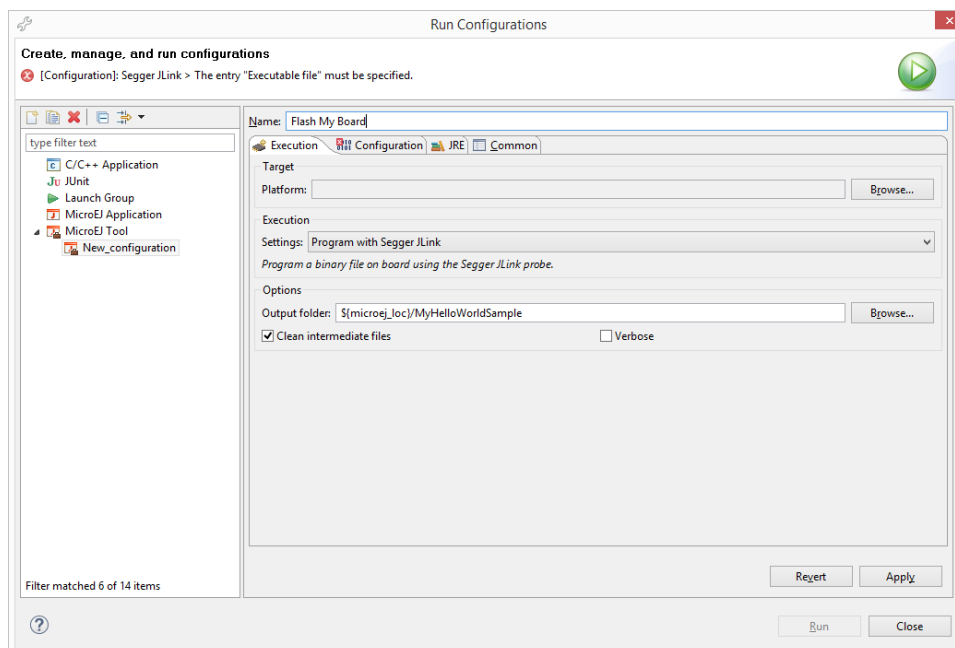 Run Configurations
Create, manage, and run configurations
[Configuration]: Segger JLink > The entry "Executable file" must be specified.
type filter text
C/C++ Application
JUnit
Launch Group
MicroEJ Application
MicroEJ Tool
New_configuration
Filter matched 6 of 14 items
Name: Flash My Board
Execution Configuration JRE Common
Target
Platform: Browse...
Execution
Settings: Program with Segger JLink
Program a binary file on board using the Segger JLink probe.
Options
Output folder: ${microej_loc}/MyHelloWorldSample Browse...
Clean intermediate files Verbose
Revert Apply
Run Close